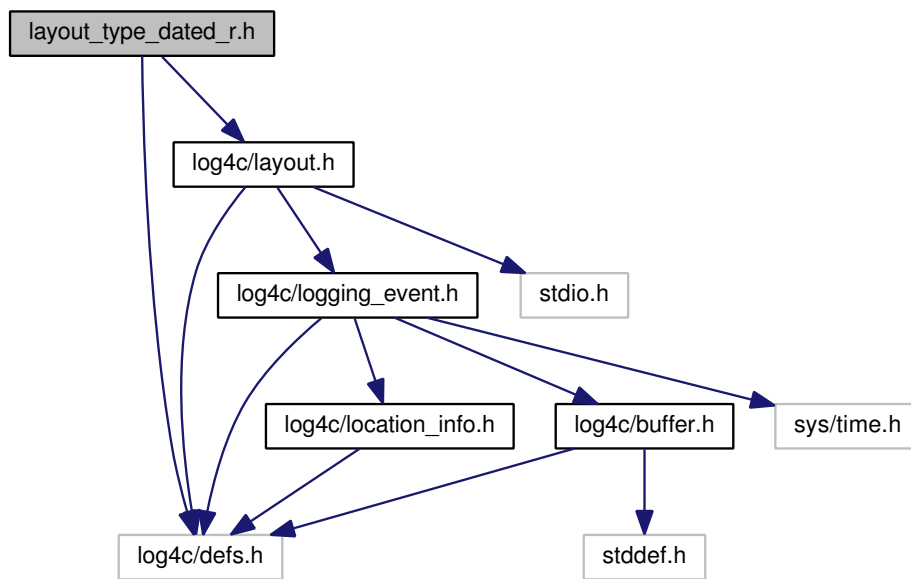 layout_type_dated_r.h
log4c/layout.h
log4c/logging_event.h
stdio.h
log4c/location_info.h
log4c/buffer.h
sys/time.h
log4c/defs.h
stddef.h